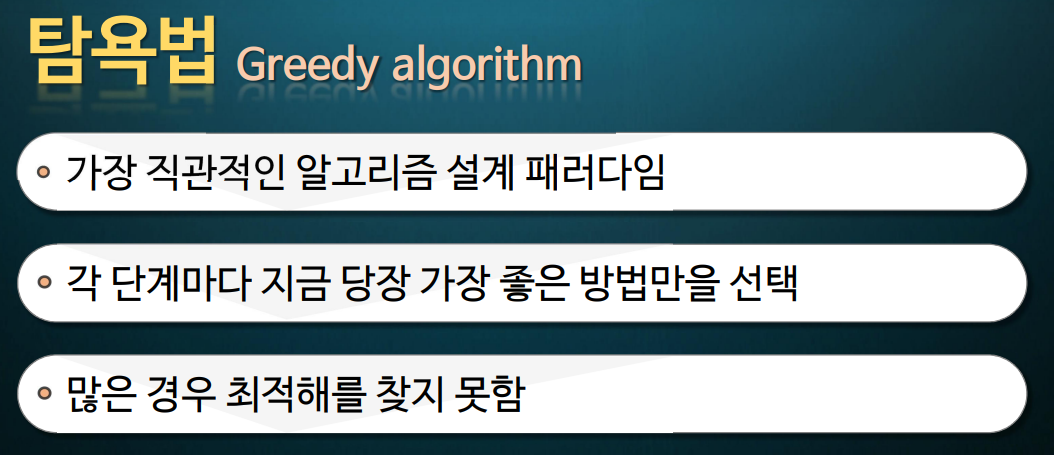 탐욕법 Greedy algorithm
가장 직관적인 알고리즘 설계 패러다임
각 단계마다 지금 당장 가장 좋은 방법만을 선택
많은 경우 최적해를 찾지 못함